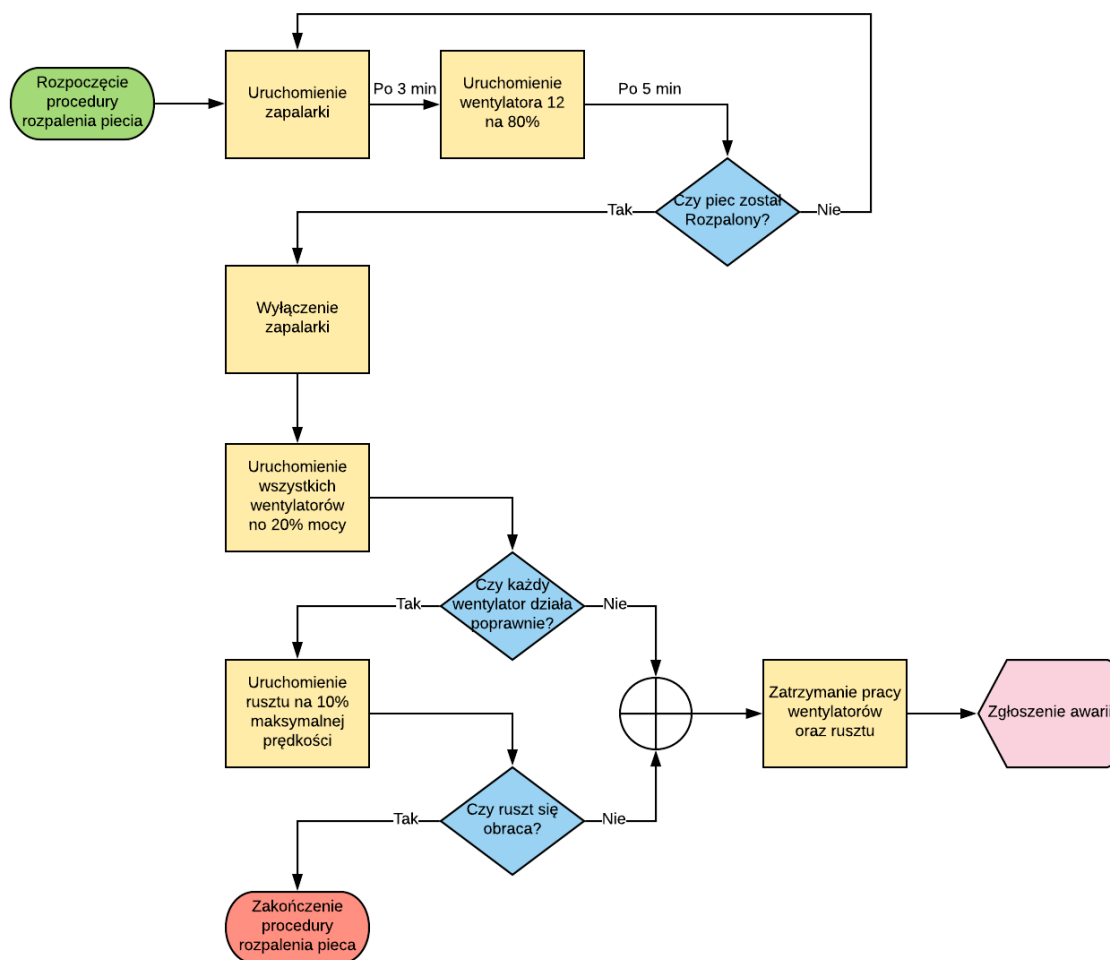 Rozpoczęcie
procedury
rozpalenia piecia
Uruchomienie
zapalarki
Po 3 min
Uruchomienie
wentylatora 12
na 80%
Po 5 min
Czy piec został
Rozpalony?
Tak
Nie
Wyłączenie
zapalarki
Uruchomienie
wszystkich
wentylatorów
no 20% mocy
Czy każdy
wentylator działa
poprawnie?
Tak
Nie
Uruchomienie
rusztu na 10%
maksymalnej
prędkości
Zatrzymanie pracy
wentylatorów
oraz rusztu
Zgłoszenie awarii
Czy ruszt się
obraca?
Tak
Nie
Zakończenie
procedury
rozpalenia pieca